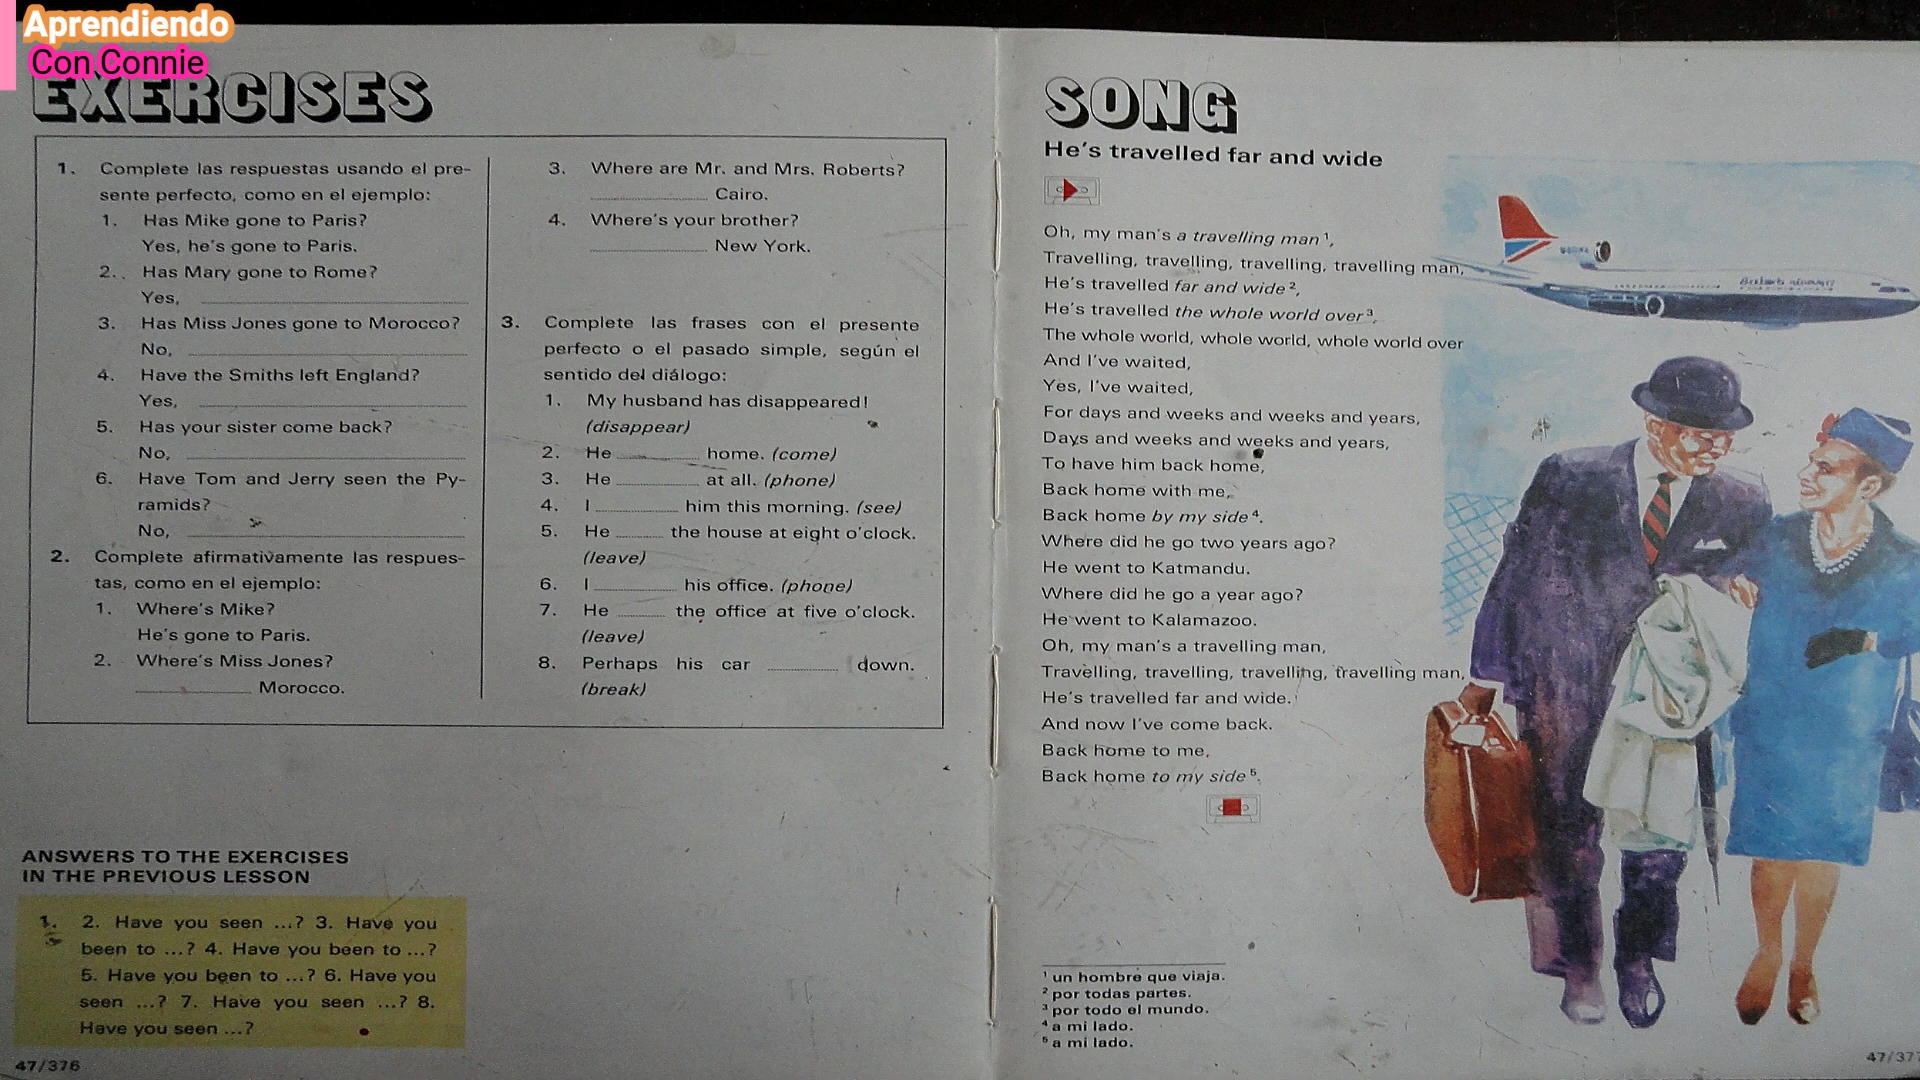 Aprendiendo
Con Connie
EXERCISES
1. Complete las respuestas usando el pre-
sente perfecto, como en el ejemplo:
1. Has Mike gone to Paris?
Yes, he's gone to Paris.
2. Has Mary gone to Rome?
Yes,
3. Has Miss Jones gone to Morocco?
No,
4. Have the Smiths left England?
Yes,
5. Has your sister come back?
No,
6. Have Tom and Jerry seen the Py-
ramids?
No,
2. Complete afirmativamente las respues-
tas, como en el ejemplo:
1. Where's Mike?
He's gone to Paris.
2. Where's Miss Jones?
Morocco.
3. Where are Mr. and Mrs. Roberts?
Cairo.
4. Where's your brother?
New York.
3. Complete las frases con el presente
perfecto o el pasado simple, según el
sentido del diálogo:
1. My husband has disappeared!
(disappear)
2. He home. (come)
3. He at all. (phone)
4. I him this morning. (see)
5. He the house at eight o'clock.
(leave)
6. I his office. (phone)
7. He the office at five o'clock.
(leave)
8. Perhaps his car down.
(break)
ANSWERS TO THE EXERCISES
IN THE PREVIOUS LESSON
1. 2. Have you seen ...? 3. Have you
been to ...? 4. Have you been to ...?
5. Have you been to ...? 6. Have you
seen ...? 7. Have you seen ...? 8.
Have you seen ...?
47/376
SONG
He's travelled far and wide
Oh, my man's a travelling man¹,
Travelling, travelling, travelling, travelling man,
He's travelled far and wide²,
He's travelled the whole world over³,
The whole world, whole world, whole world over
And I've waited,
Yes, I've waited,
For days and weeks and weeks and years,
Days and weeks and weeks and years,
To have him back home,
Back home with me,
Back home by my side⁴.
Where did he go two years ago?
He went to Katmandu.
Where did he go a year ago?
He went to Kalamazoo.
Oh, my man's a travelling man,
Travelling, travelling, travelling, travelling man,
He's travelled far and wide.
And now I've come back.
Back home to me,
Back home to my side⁵.
British airways
¹ un hombre que viaja.
² por todas partes.
³ por todo el mundo.
⁴ a mi lado.
⁵ a mi lado.
47/377